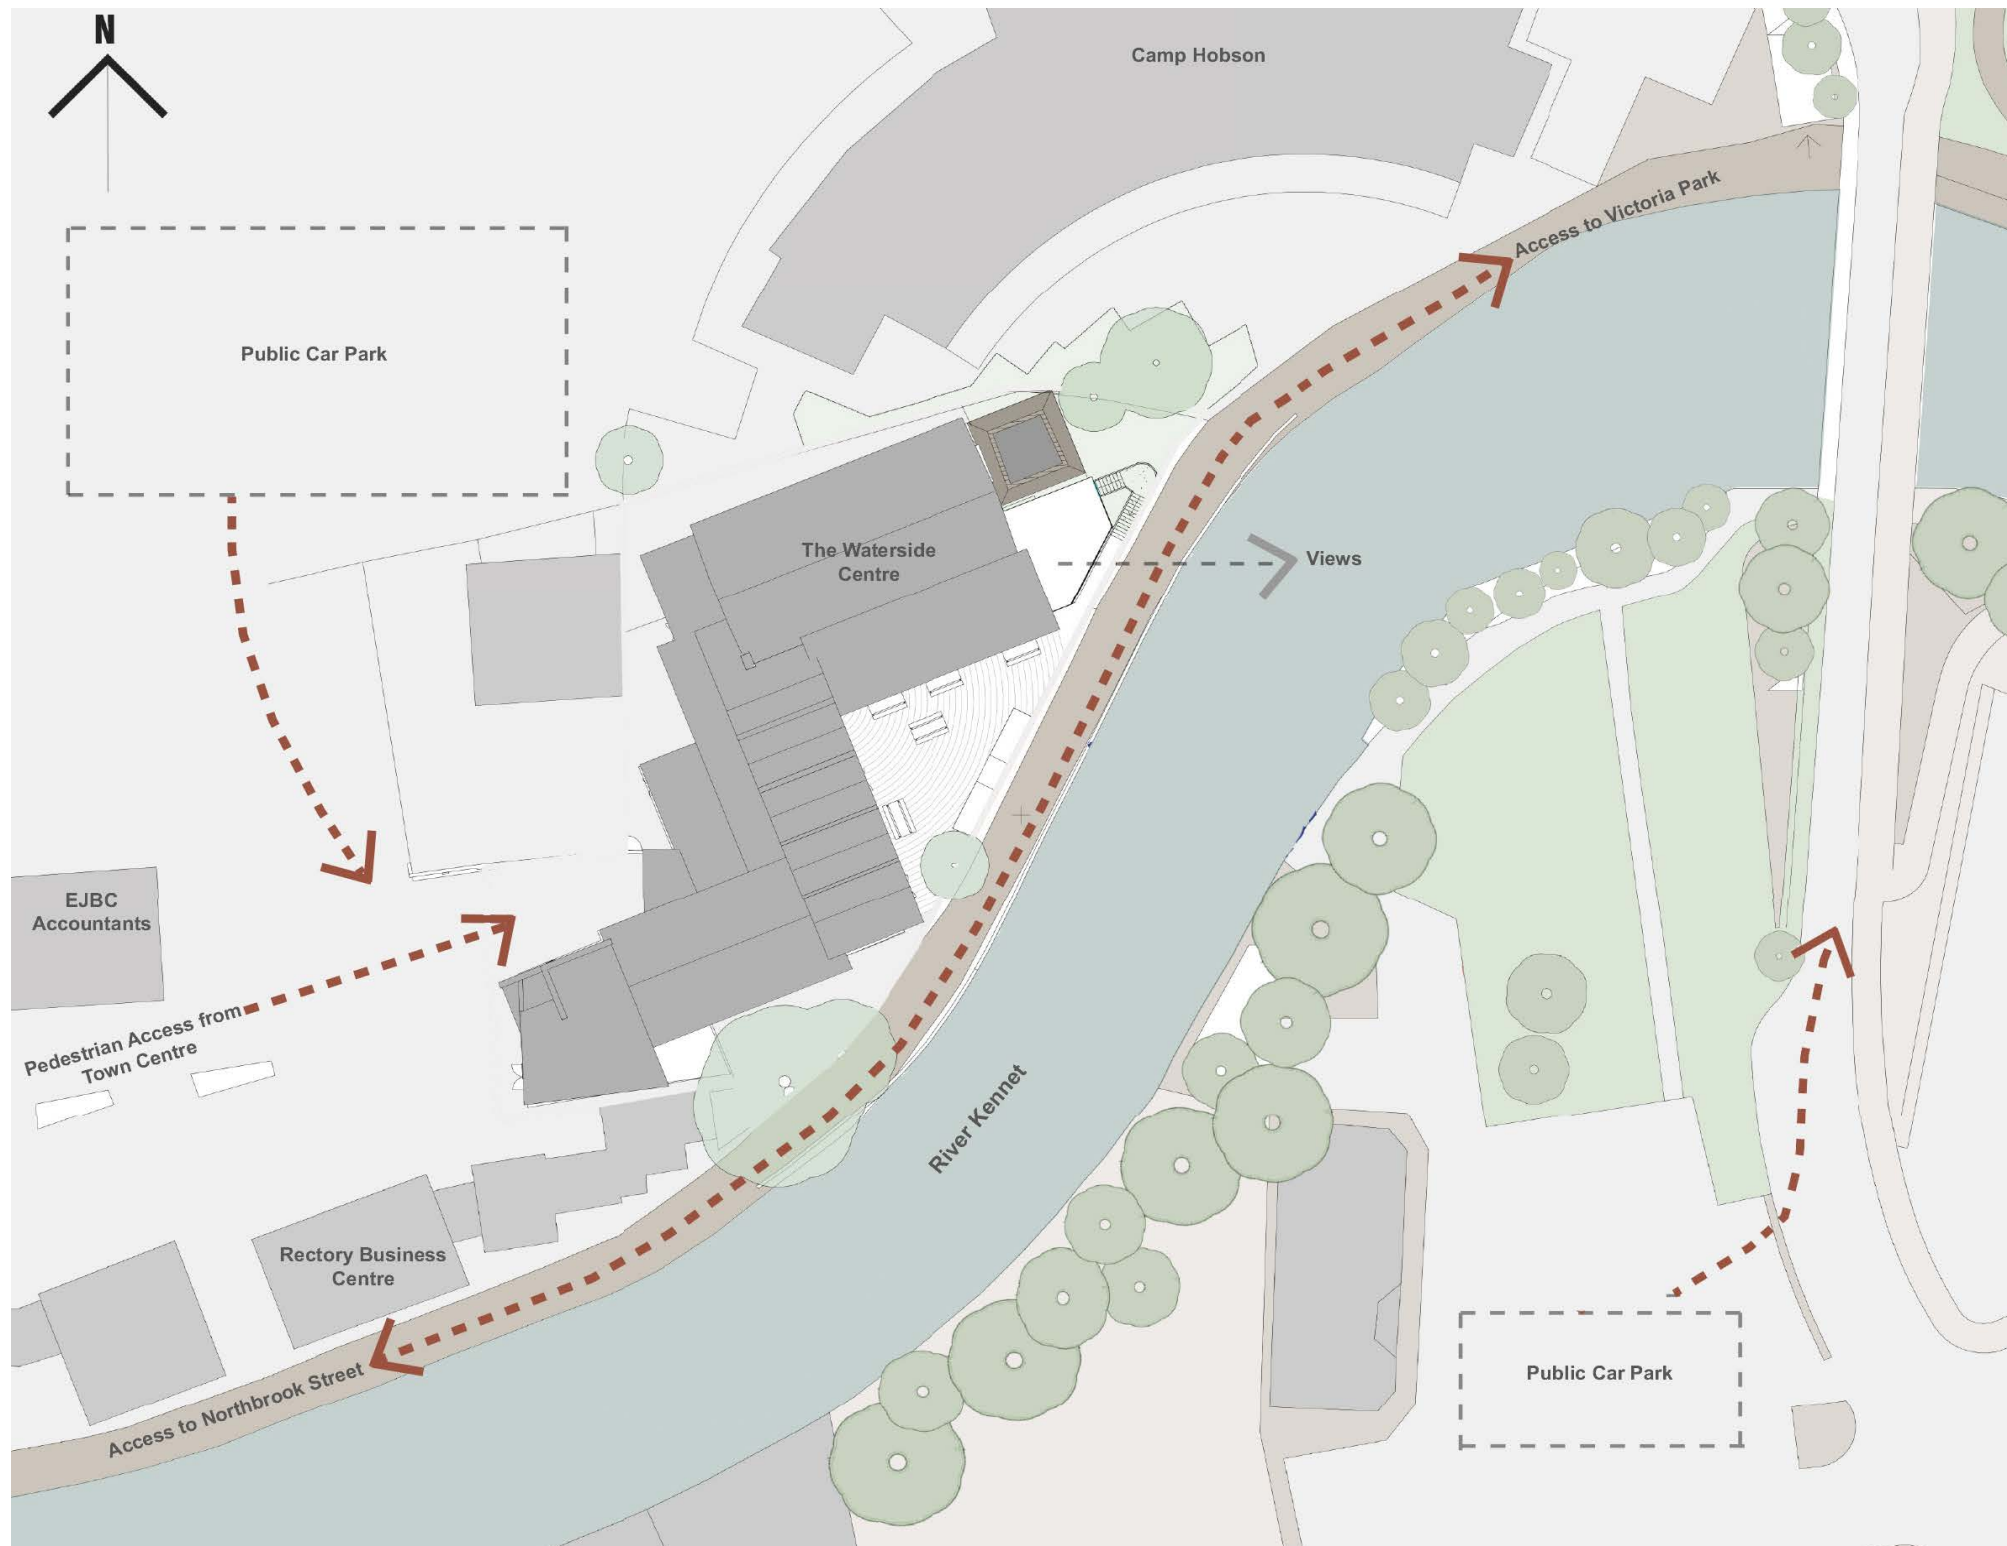 N
Camp Hobson
Access to Victoria Park
Public Car Park
The Waterside
Centre
Views
EJBC
Accountants
Pedestrian Access from
Town Centre
River Kennet
Rectory Business
Centre
Access to Northbrook Street
Public Car Park